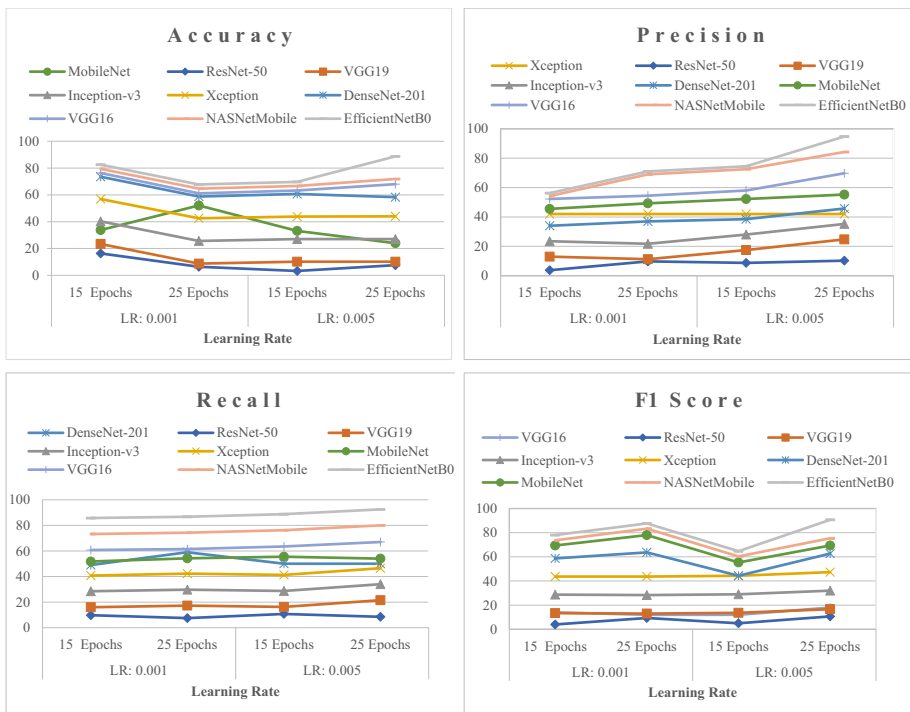 Accuracy
MobileNet ResNet-50 VGG19
Inception-v3 Xception DenseNet-201
VGG16 NASNetMobile EfficientNetB0
100
80
60
40
20
0
15 Epochs 25 Epochs 15 Epochs 25 Epochs
LR: 0.001 LR: 0.005
Learning Rate
Precision
Xception ResNet-50 VGG19
Inception-v3 DenseNet-201 MobileNet
VGG16 NASNetMobile EfficientNetB0
100
80
60
40
20
0
15 Epochs 25 Epochs 15 Epochs 25 Epochs
LR: 0.001 LR: 0.005
Learning Rate
Recall
DenseNet-201 ResNet-50 VGG19
Inception-v3 Xception MobileNet
VGG16 NASNetMobile EfficientNetB0
100
80
60
40
20
0
15 Epochs 25 Epochs 15 Epochs 25 Epochs
LR: 0.001 LR: 0.005
Learning Rate
F1 Score
VGG16 ResNet-50 VGG19
Inception-v3 Xception DenseNet-201
MobileNet NASNetMobile EfficientNetB0
100
80
60
40
20
0
15 Epochs 25 Epochs 15 Epochs 25 Epochs
LR: 0.001 LR: 0.005
Learning Rate